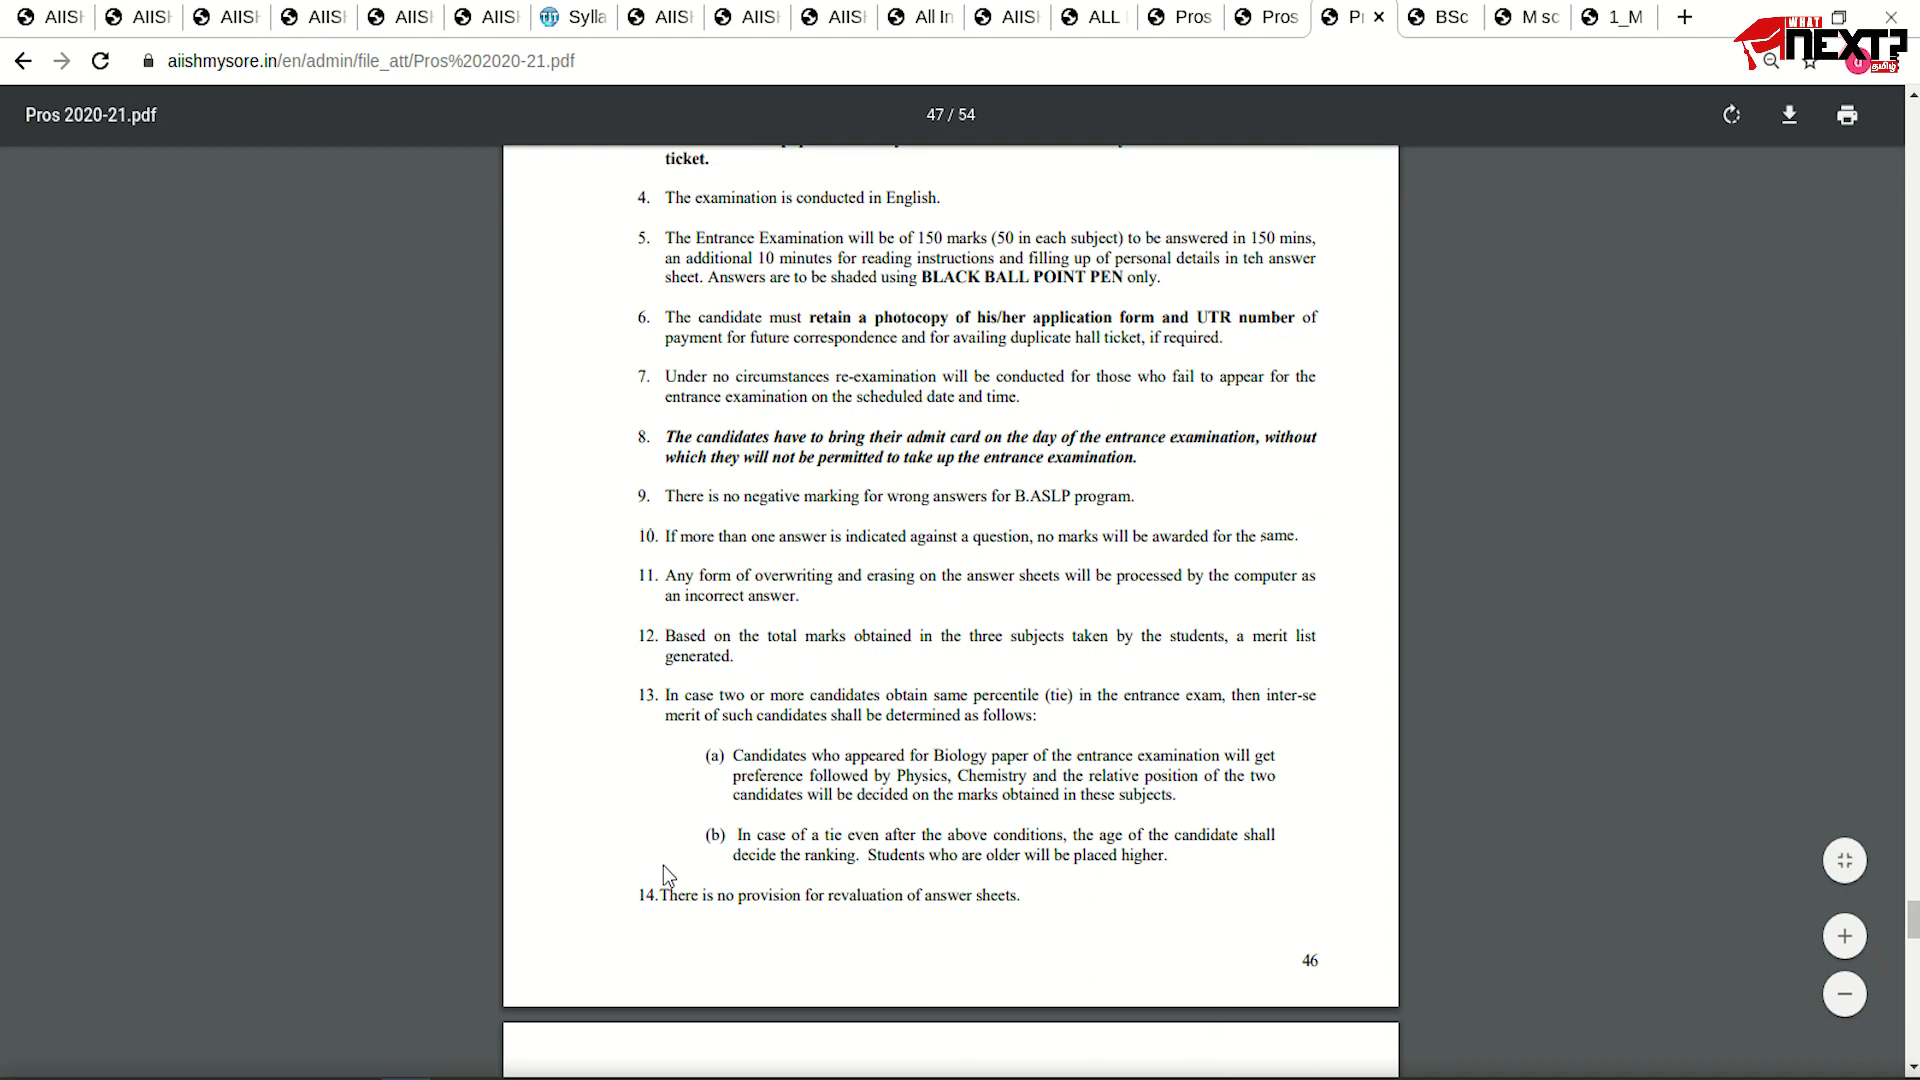 AIISH
AIISH
AIISH
AIISH
AIISH
AIISH
Sylla
AIISH
AIISH
AIISH
All In
AIISH
ALL
Pros
Pros
Pr
BSc
M sc
1_M
WHAT
NEXT?
தமிழ்
aiishmysore.in/en/admin/file_att/Pros%202020-21.pdf
Pros 2020-21.pdf
47 / 54
ticket.
4. The examination is conducted in English.
5. The Entrance Examination will be of 150 marks (50 in each subject) to be answered in 150 mins,
an additional 10 minutes for reading instructions and filling up of personal details in teh answer
sheet. Answers are to be shaded using BLACK BALL POINT PEN only.
6. The candidate must retain a photocopy of his/her application form and UTR number of
payment for future correspondence and for availing duplicate hall ticket, if required.
7. Under no circumstances re-examination will be conducted for those who fail to appear for the
entrance examination on the scheduled date and time.
8. The candidates have to bring their admit card on the day of the entrance examination, without
which they will not be permitted to take up the entrance examination.
9. There is no negative marking for wrong answers for B.ASLP program.
10. If more than one answer is indicated against a question, no marks will be awarded for the same.
11. Any form of overwriting and erasing on the answer sheets will be processed by the computer as
an incorrect answer.
12. Based on the total marks obtained in the three subjects taken by the students, a merit list
generated.
13. In case two or more candidates obtain same percentile (tie) in the entrance exam, then inter-se
merit of such candidates shall be determined as follows:
(a) Candidates who appeared for Biology paper of the entrance examination will get
preference followed by Physics, Chemistry and the relative position of the two
candidates will be decided on the marks obtained in these subjects.
(b) In case of a tie even after the above conditions, the age of the candidate shall
decide the ranking. Students who are older will be placed higher.
14. There is no provision for revaluation of answer sheets.
46